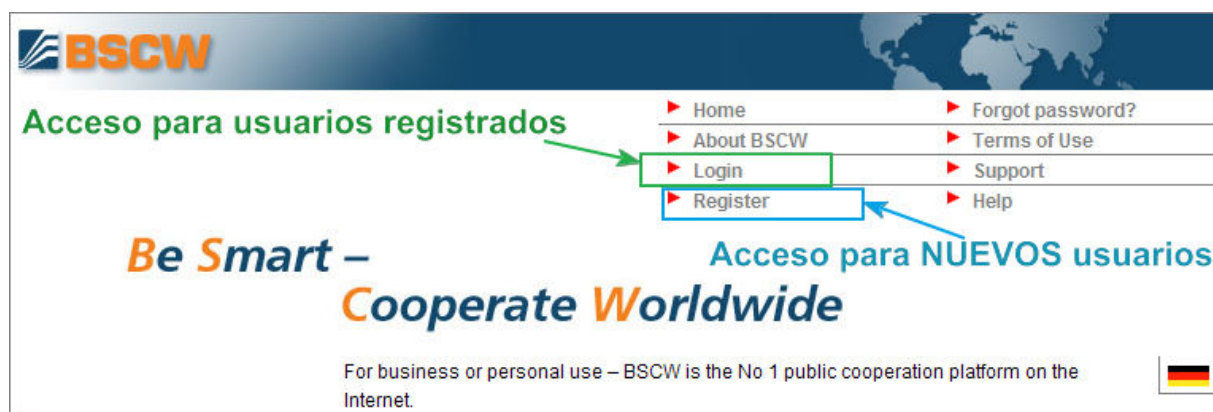 BSCW
Home
Forgot password?
Acceso para usuarios registrados
About BSCW
Terms of Use
Login
Support
Register
Help
Acceso para NUEVOS usuarios
Be Smart –
Cooperate Worldwide
For business or personal use – BSCW is the No 1 public cooperation platform on the
Internet.